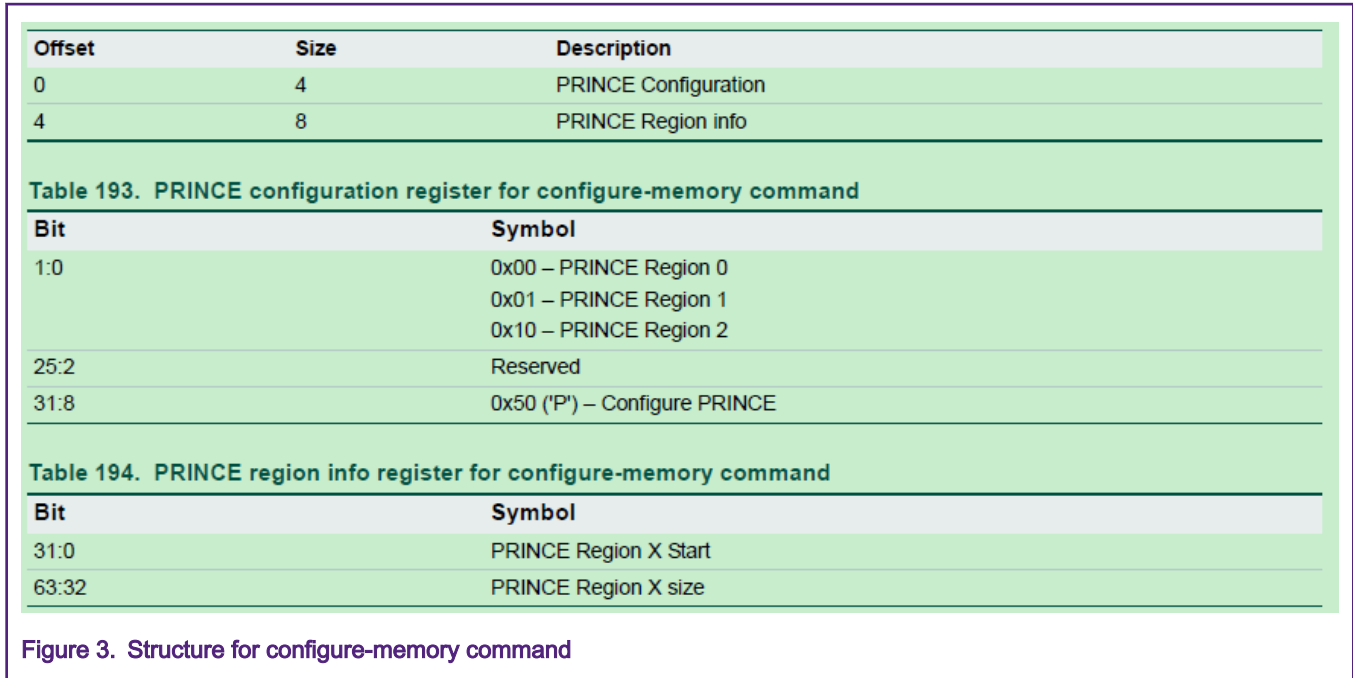 Offset Size Description
0 4 PRINCE Configuration
4 8 PRINCE Region info
Table 193. PRINCE configuration register for configure-memory command
Bit Symbol
1:0 0x00 – PRINCE Region 0
0x01 – PRINCE Region 1
0x10 – PRINCE Region 2
25:2 Reserved
31:8 0x50 ('P') – Configure PRINCE
Table 194. PRINCE region info register for configure-memory command
Bit Symbol
31:0 PRINCE Region X Start
63:32 PRINCE Region X size
Figure 3. Structure for configure-memory command